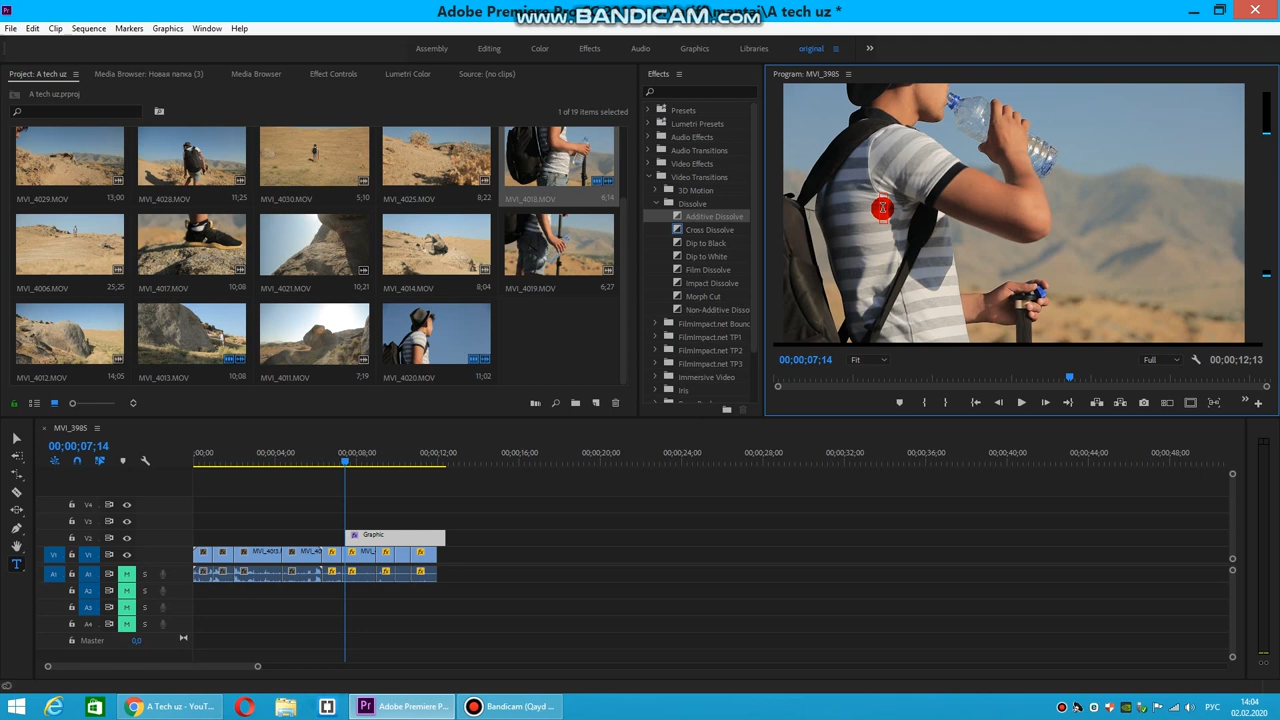 Adobe Premiere Pro
www.BANDICAM.com
A tech uz *
File Edit Clip Sequence Markers Graphics Window Help
Assembly Editing Color Effects Audio Graphics Libraries original
Project: A tech uz Media Browser: Новая папка (3) Media Browser Effect Controls Lumetri Color Source: (no clips)
A tech uz.prproj
1 of 19 items selected
MVI_4029.MOV 13;00 MVI_4028.MOV 11;25 MVI_4030.MOV 5;10 MVI_4025.MOV 8;22 MVI_4018.MOV 6;14
MVI_4006.MOV 25;25 MVI_4017.MOV 10;08 MVI_4021.MOV 10;21 MVI_4014.MOV 8;04 MVI_4019.MOV 6;27
MVI_4012.MOV 14;05 MVI_4013.MOV 10;08 MVI_4011.MOV 7;19 MVI_4020.MOV 11;02
Effects
Presets
Lumetri Presets
Audio Effects
Audio Transitions
Video Effects
Video Transitions
3D Motion
Dissolve
Additive Dissolve
Cross Dissolve
Dip to Black
Dip to White
Film Dissolve
Impact Dissolve
Morph Cut
Non-Additive Disso
FilmImpact.net Bounc
FilmImpact.net TP1
FilmImpact.net TP2
FilmImpact.net TP3
Immersive Video
Iris
Program: MVI_3985
00;00;07;14 Fit Full 00;00;12;13
MVI_3985
00;00;07;14
;00;00 00;00;04;00 00;00;08;00 00;00;12;00 00;00;16;00 00;00;20;00 00;00;24;00 00;00;28;00 00;00;32;00 00;00;36;00 00;00;40;00 00;00;44;00 00;00;48;00
V4
V3
V2 Graphic
V1 V1 MVI_4013.M MVI_40 MVI_
A1 A1 M S
A2 M S
A3 M S
A4 M S
Master 0,0
A Tech uz - YouT... Adobe Premiere P... Bandicam (Qayd ... РУС
14:04
02.02.2020